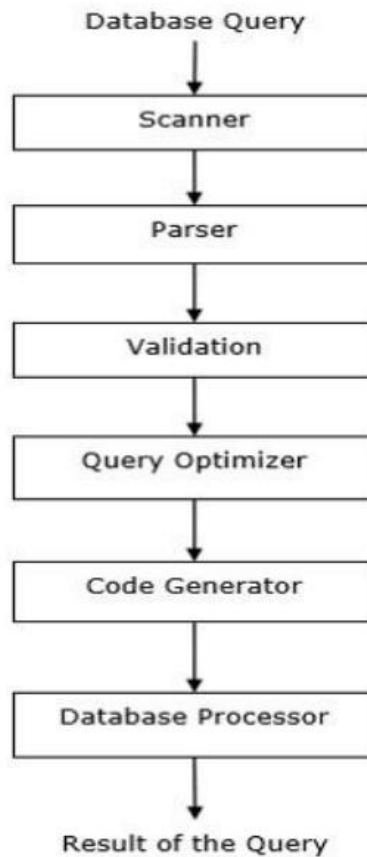 Database Query
Scanner
Parser
Validation
Query Optimizer
Code Generator
Database Processor
Result of the Query